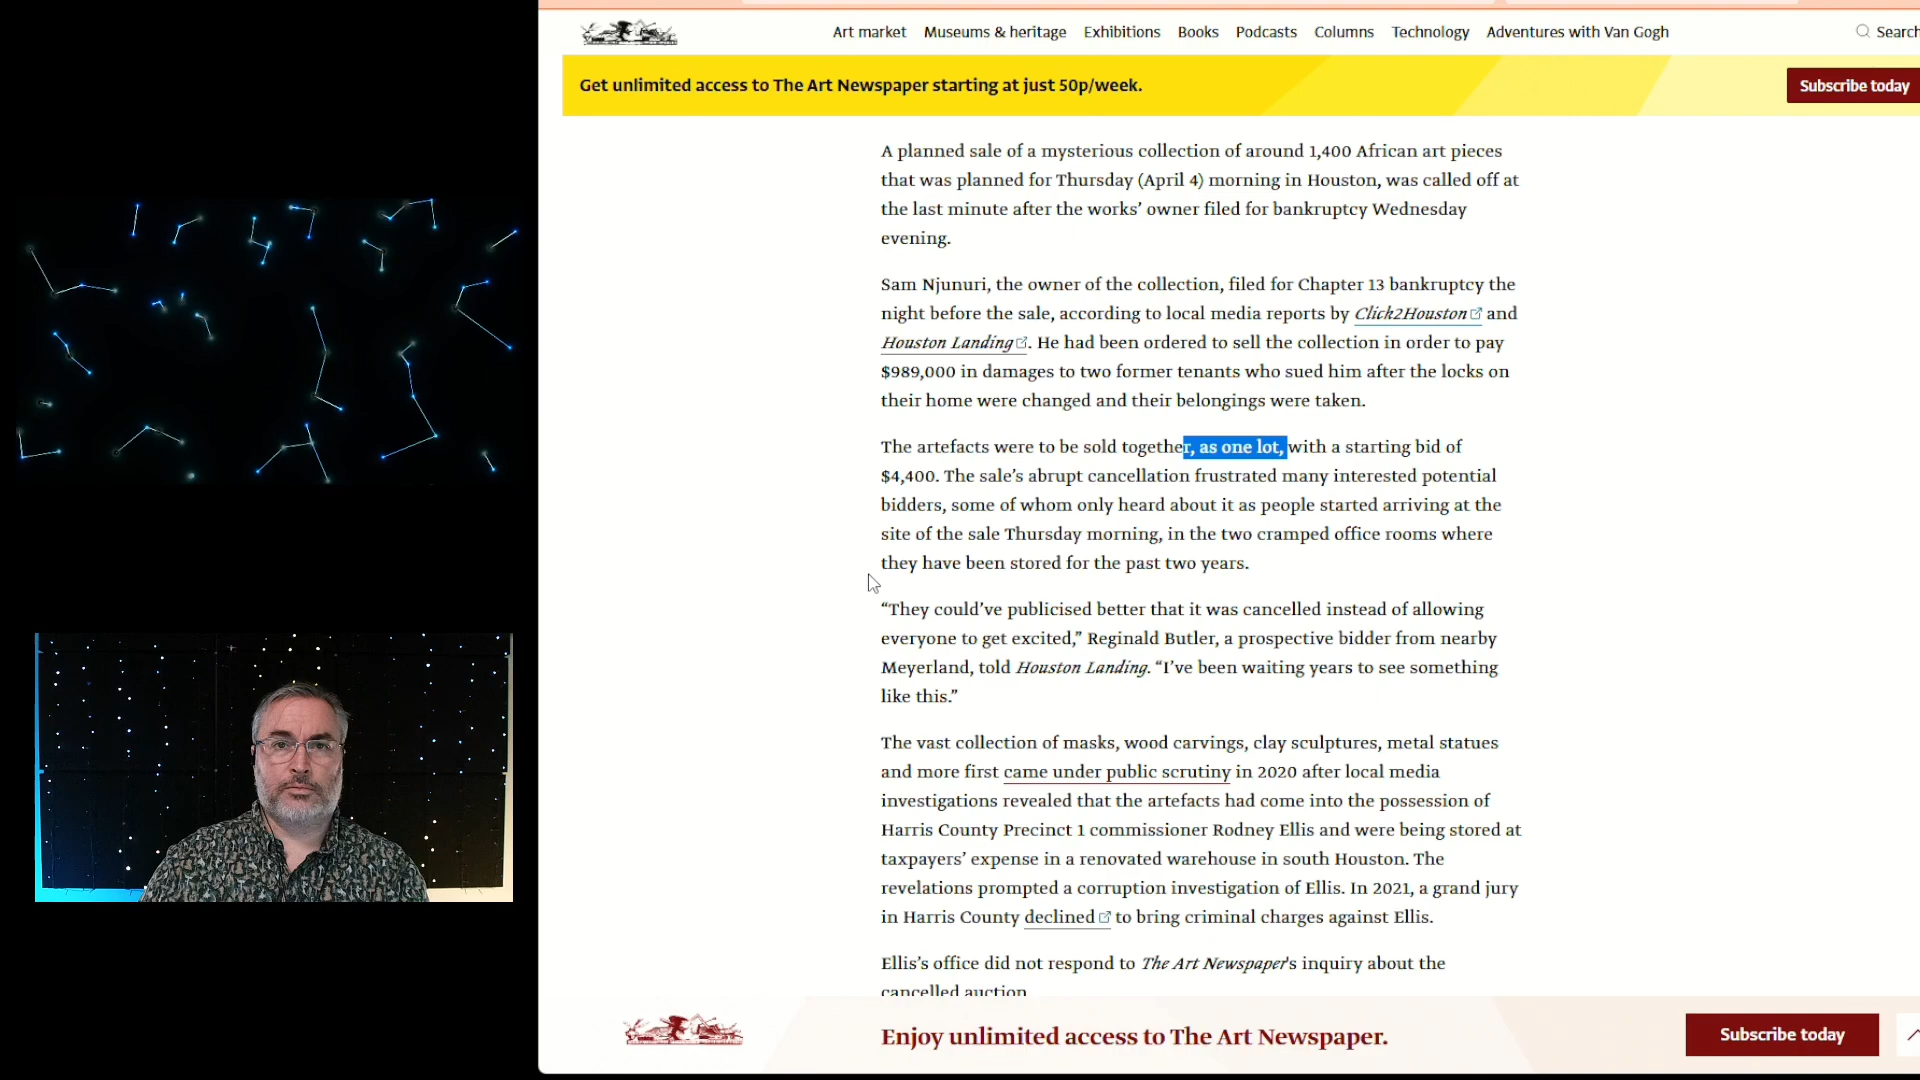 Art market Museums & heritage Exhibitions Books Podcasts Columns Technology Adventures with Van Gogh Search
Get unlimited access to The Art Newspaper starting at just 50p/week.
Subscribe today
A planned sale of a mysterious collection of around 1,400 African art pieces
that was planned for Thursday (April 4) morning in Houston, was called off at
the last minute after the works’ owner filed for bankruptcy Wednesday
evening.
Sam Njunuri, the owner of the collection, filed for Chapter 13 bankruptcy the
night before the sale, according to local media reports by Click2Houston and
Houston Landing. He had been ordered to sell the collection in order to pay
$989,000 in damages to two former tenants who sued him after the locks on
their home were changed and their belongings were taken.
The artefacts were to be sold together, as one lot, with a starting bid of
$4,400. The sale’s abrupt cancellation frustrated many interested potential
bidders, some of whom only heard about it as people started arriving at the
site of the sale Thursday morning, in the two cramped office rooms where
they have been stored for the past two years.
“They could’ve publicised better that it was cancelled instead of allowing
everyone to get excited,” Reginald Butler, a prospective bidder from nearby
Meyerland, told Houston Landing. “I’ve been waiting years to see something
like this.”
The vast collection of masks, wood carvings, clay sculptures, metal statues
and more first came under public scrutiny in 2020 after local media
investigations revealed that the artefacts had come into the possession of
Harris County Precinct 1 commissioner Rodney Ellis and were being stored at
taxpayers’ expense in a renovated warehouse in south Houston. The
revelations prompted a corruption investigation of Ellis. In 2021, a grand jury
in Harris County declined to bring criminal charges against Ellis.
Ellis’s office did not respond to The Art Newspaper's inquiry about the
cancelled auction
Enjoy unlimited access to The Art Newspaper.
Subscribe today